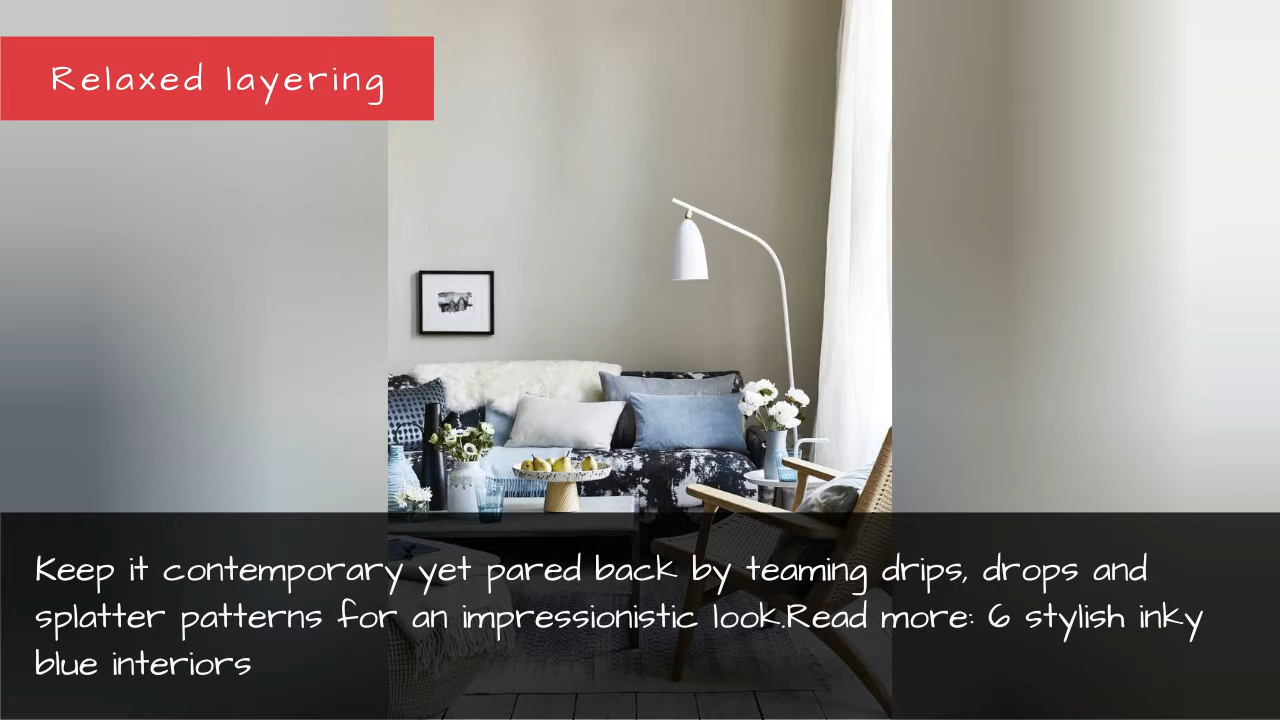 Relaxed layering
Keep it contemporary yet pared back by teaming drips, drops and
splatter patterns for an impressionistic look.Read more: 6 stylish inky
blue interiors